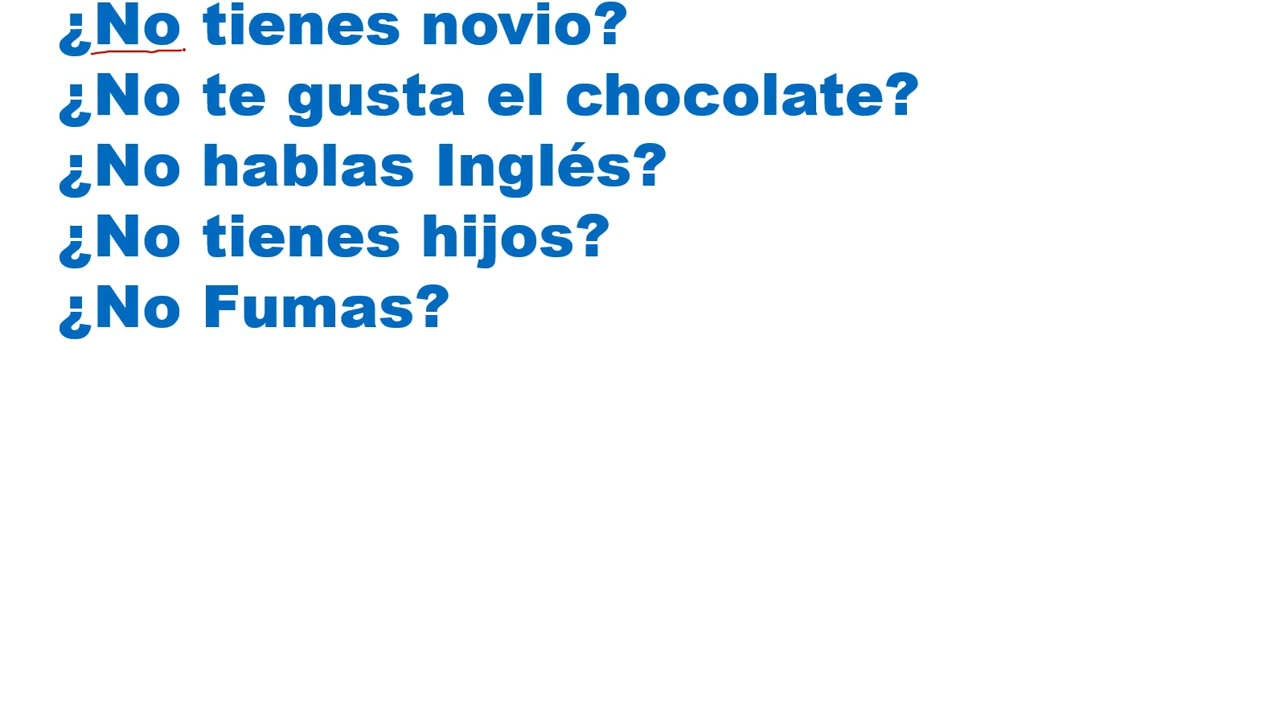 ¿No tienes novio?
¿No te gusta el chocolate?
¿No hablas Inglés?
¿No tienes hijos?
¿No Fumas?